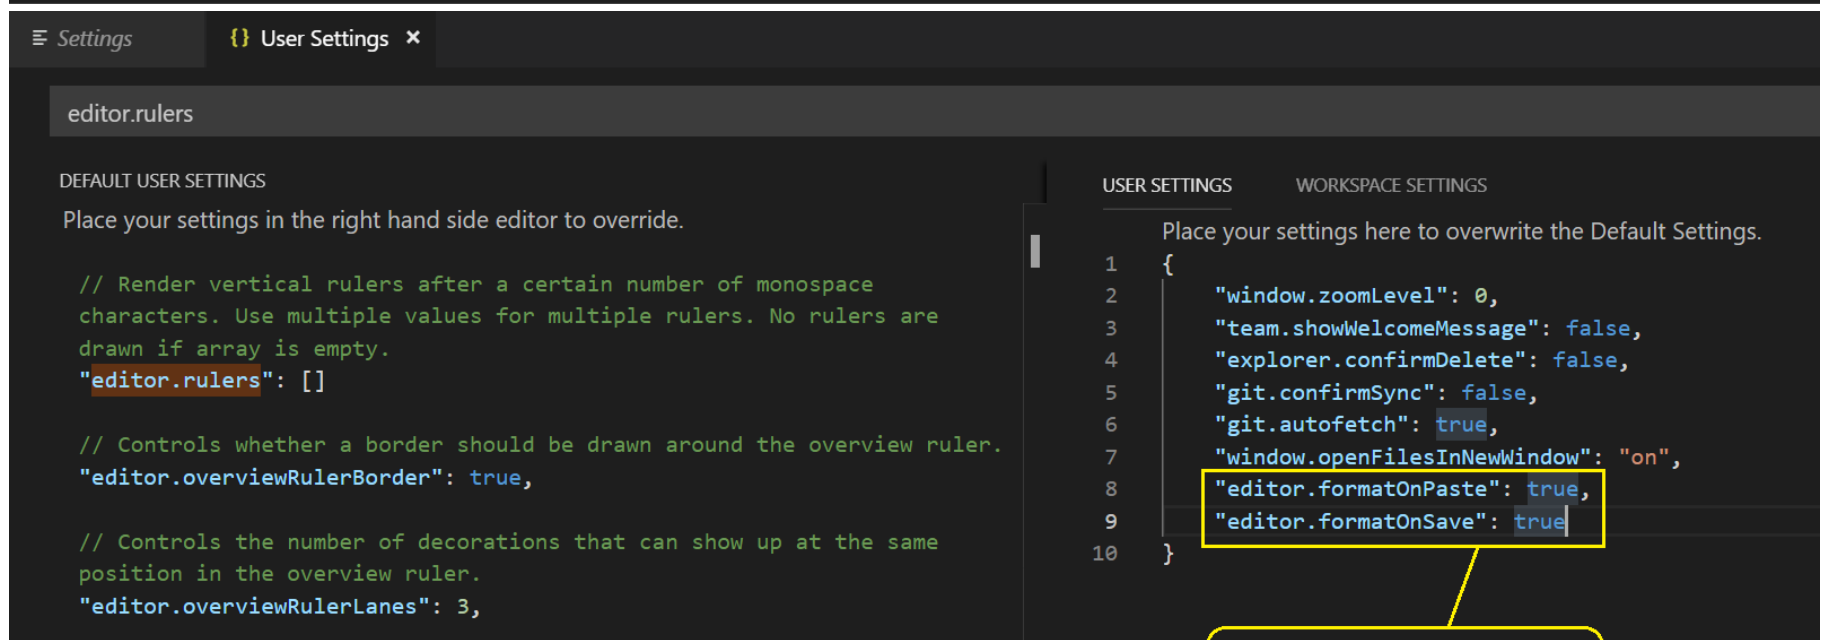 Settings
{} User Settings ×
editor.rulers
DEFAULT USER SETTINGS
Place your settings in the right hand side editor to override.
// Render vertical rulers after a certain number of monospace
characters. Use multiple values for multiple rulers. No rulers are
drawn if array is empty.
"editor.rulers": []
// Controls whether a border should be drawn around the overview ruler.
"editor.overviewRulerBorder": true,
// Controls the number of decorations that can show up at the same
position in the overview ruler.
"editor.overviewRulerLanes": 3,
USER SETTINGS WORKSPACE SETTINGS
Place your settings here to overwrite the Default Settings.
1 {
2 "window.zoomLevel": 0,
3 "team.showWelcomeMessage": false,
4 "explorer.confirmDelete": false,
5 "git.confirmSync": false,
6 "git.autofetch": true,
7 "window.openFilesInNewWindow": "on",
8 "editor.formatOnPaste": true,
9 "editor.formatOnSave": true
10 }